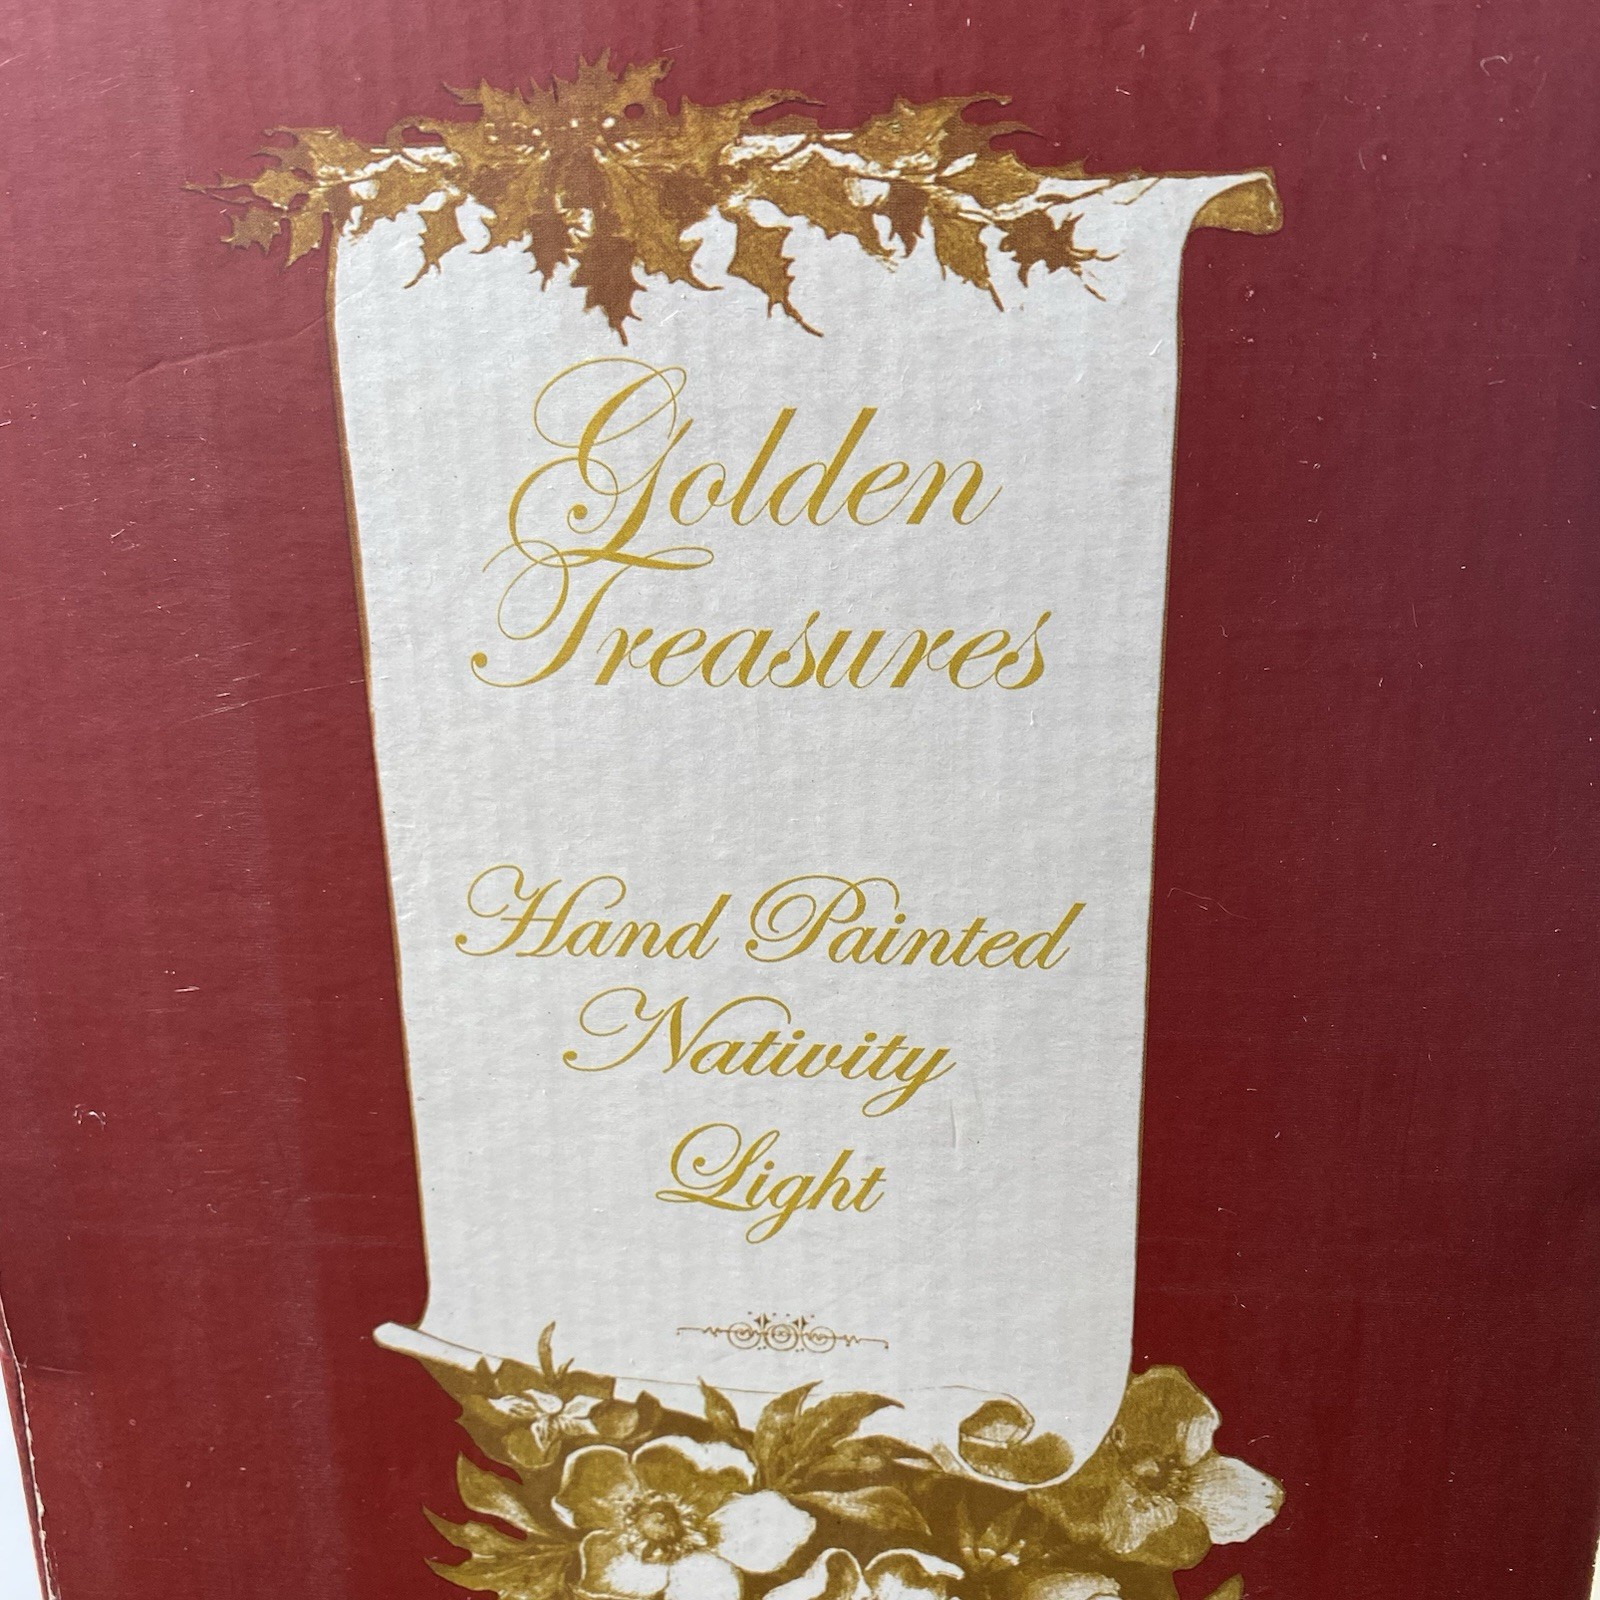 Golden
Treasures
Hand Painted
Nativity
Light